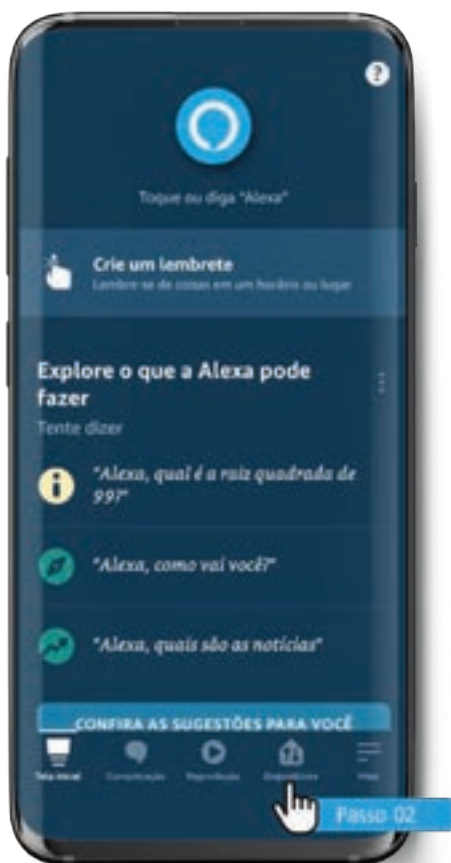 ?
Toque ou diga "Alexa"
Crie um lembrete
Lembre-se de coisas em um horário ou lugar
Explore o que a Alexa pode
fazer
Tente dizer
"Alexa, qual é a raiz quadrada de
99?"
"Alexa, como vai você?"
"Alexa, quais são as notícias"
CONFIRA AS SUGESTÕES PARA VOCÊ
Tela inicial Comunicação Reprodução Dispositivos Mais
Passo 02